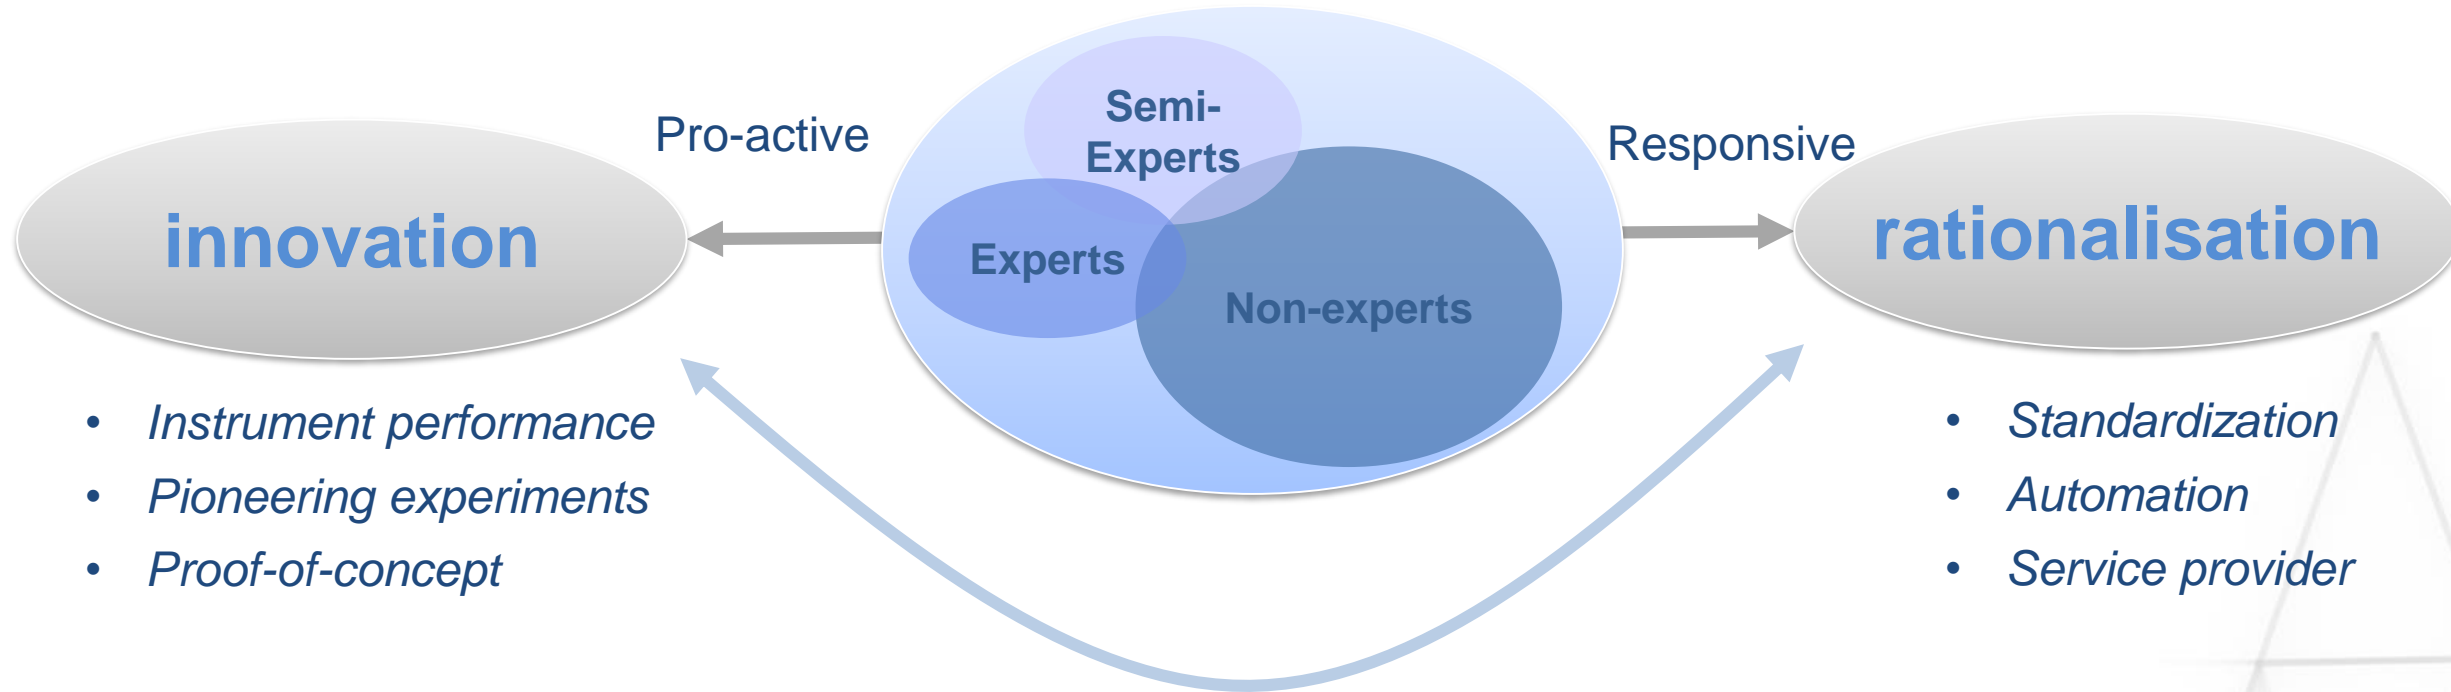 Semi-
Experts
Pro-active
Responsive
innovation
Experts
Non-experts
rationalisation
• Instrument performance
• Pioneering experiments
• Proof-of-concept
• Standardization
• Automation
• Service provider